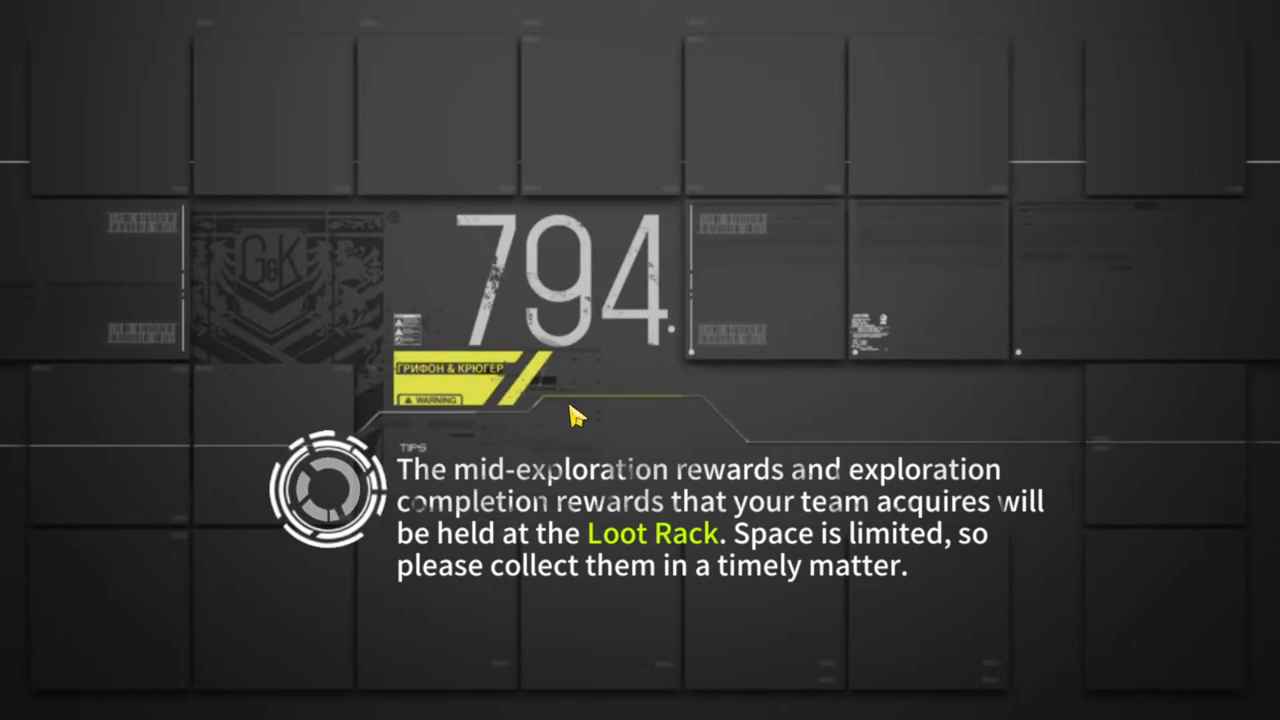 G&K
794.
ГРИФОН & КРЮГЕР
WARNING
TIPS
The mid-exploration rewards and exploration
completion rewards that your team acquires will
be held at the Loot Rack. Space is limited, so
please collect them in a timely matter.